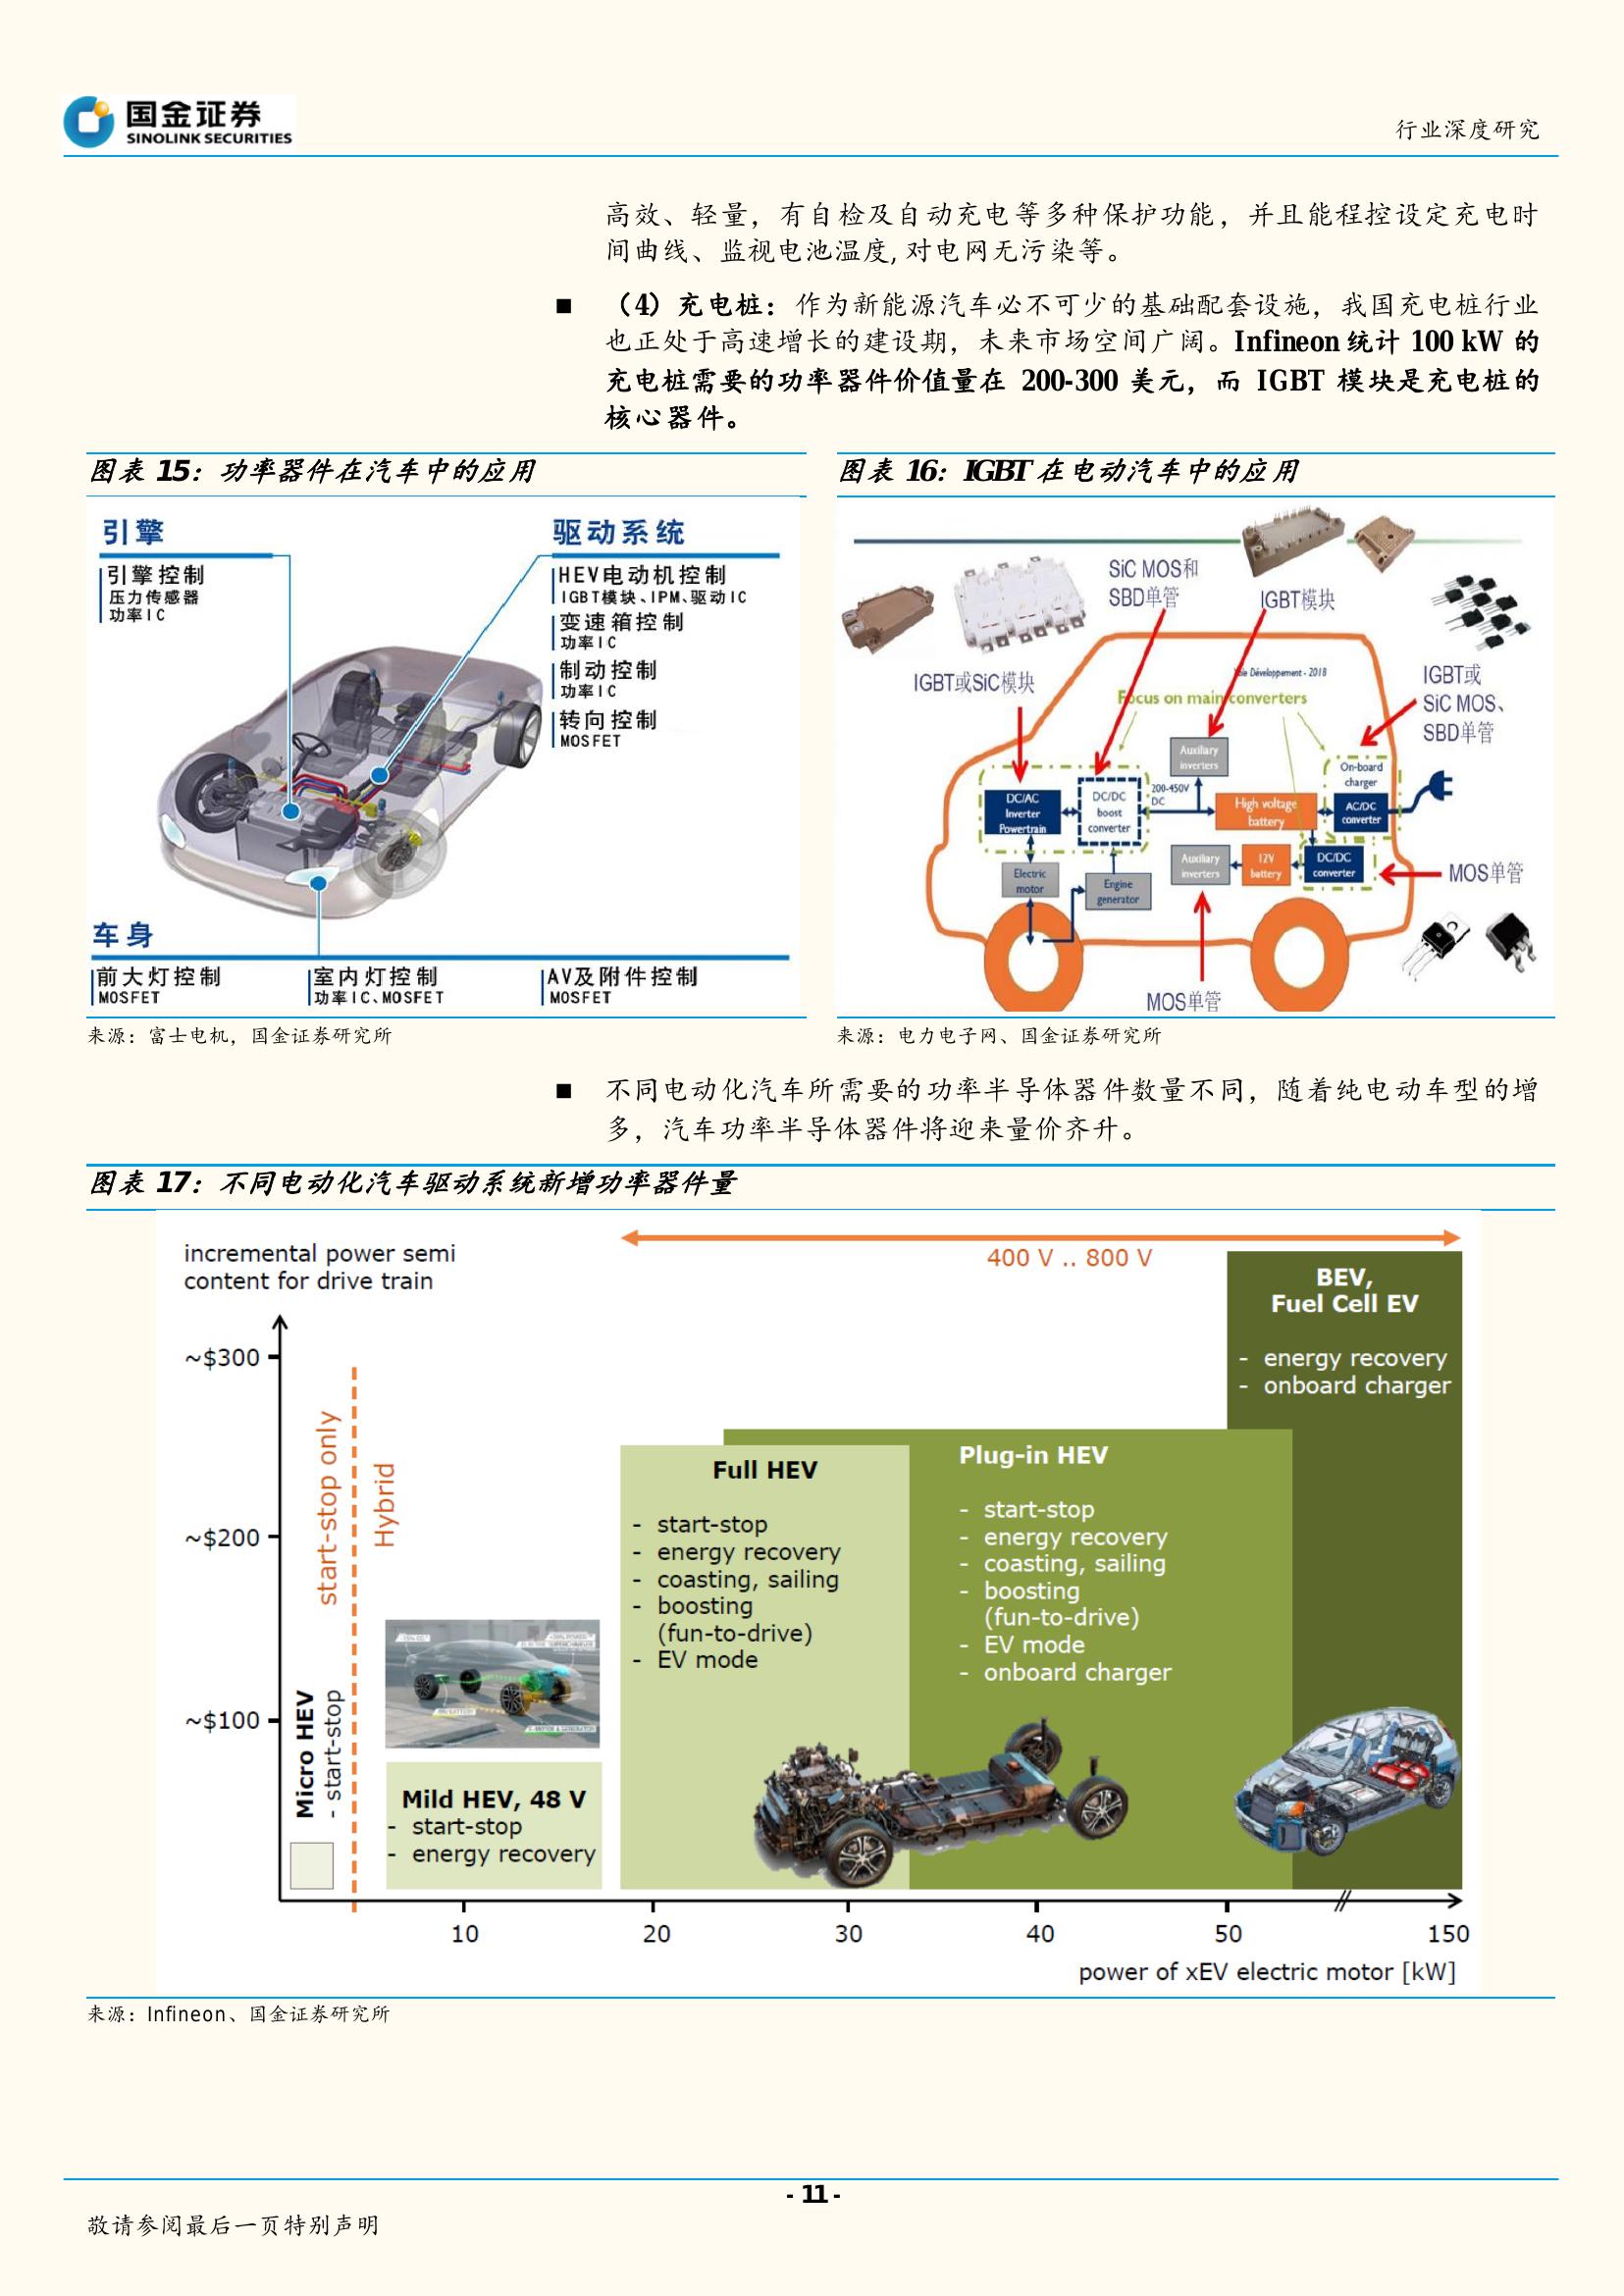 国金证券
SINOLINK SECURITIES
行业深度研究
高效、轻量，有自检及自动充电等多种保护功能，并且能程控设定充电时
间曲线、监视电池温度,对电网无污染等。
■ （4）充电桩：作为新能源汽车必不可少的基础配套设施，我国充电桩行业
也正处于高速增长的建设期，未来市场空间广阔。Infineon 统计 100 kW 的
充电桩需要的功率器件价值量在 200-300 美元，而 IGBT 模块是充电桩的
核心器件。
图表 15：功率器件在汽车中的应用
引擎
引擎控制
压力传感器
功率IC
驱动系统
HEV电动机控制
IGBT模块、IPM、驱动IC
变速箱控制
功率IC
制动控制
功率IC
转向控制
MOSFET
车身
前大灯控制
MOSFET
室内灯控制
功率IC、MOSFET
AV及附件控制
MOSFET
来源：富士电机，国金证券研究所
图表 16：IGBT 在电动汽车中的应用
SiC MOS和
SBD单管
IGBT模块
IGBT或SiC模块
IGBT或
SiC MOS、
SBD单管
Développement - 2018
Focus on main converters
Auxiliary
inverters
On-board
charger
DC/AC
Inverter
Powertrain
DC/DC
boost
converter
200-450V
DC
High voltage
battery
AC/DC
converter
Electric
motor
Engine
generator
Auxiliary
inverters
12V
battery
DC/DC
converter
MOS单管
MOS单管
来源：电力电子网、国金证券研究所
■ 不同电动化汽车所需要的功率半导体器件数量不同，随着纯电动车型的增
多，汽车功率半导体器件将迎来量价齐升。
图表 17：不同电动化汽车驱动系统新增功率器件量
incremental power semi
content for drive train
400 V .. 800 V
~$300
~$200
~$100
start-stop only
Hybrid
Micro HEV
- start-stop
Mild HEV, 48 V
- start-stop
- energy recovery
Full HEV
- start-stop
- energy recovery
- coasting, sailing
- boosting
(fun-to-drive)
- EV mode
Plug-in HEV
- start-stop
- energy recovery
- coasting, sailing
- boosting
(fun-to-drive)
- EV mode
- onboard charger
BEV,
Fuel Cell EV
- energy recovery
- onboard charger
10
20
30
40
50
150
power of xEV electric motor [kW]
来源：Infineon、国金证券研究所
- 11 -
敬请参阅最后一页特别声明